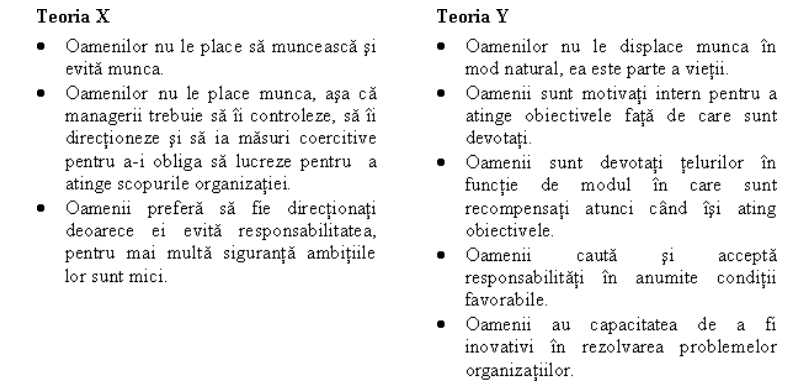 Teoria X
• Oamenilor nu le place să muncească şi
evită munca.
• Oamenilor nu le place munca, aşa că
managerii trebuie să îi controleze, să îi
direcţioneze şi să ia măsuri coercitive
pentru a-i obliga să lucreze pentru a
atinge scopurile organizaţiei.
• Oamenii preferă să fie direcţionaţi
deoarece ei evită responsabilitatea,
pentru mai multă siguranţă ambiţiile
lor sunt mici.
Teoria Y
• Oamenilor nu le displace munca în
mod natural, ea este parte a vieţii.
• Oamenii sunt motivaţi intern pentru a
atinge obiectivele faţă de care sunt
devotaţi.
• Oamenii sunt devotaţi ţelurilor în
funcţie de modul în care sunt
recompensaţi atunci când îşi ating
obiectivele.
• Oamenii caută şi acceptă
responsabilităţi în anumite condiţii
favorabile.
• Oamenii au capacitatea de a fi
inovativi în rezolvarea problemelor
organizaţiilor.